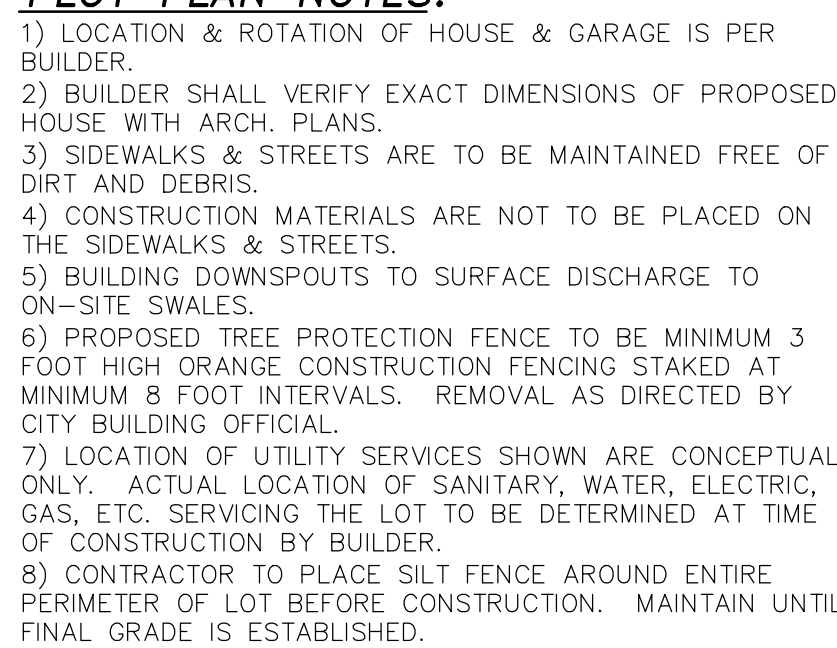 PLOT PLAN NOTES:
1) LOCATION & ROTATION OF HOUSE & GARAGE IS PER
BUILDER.
2) BUILDER SHALL VERIFY EXACT DIMENSIONS OF PROPOSED
HOUSE WITH ARCH. PLANS.
3) SIDEWALKS & STREETS ARE TO BE MAINTAINED FREE OF
DIRT AND DEBRIS.
4) CONSTRUCTION MATERIALS ARE NOT TO BE PLACED ON
THE SIDEWALKS & STREETS.
5) BUILDING DOWNSPOUTS TO SURFACE DISCHARGE TO
ON-SITE SWALES.
6) PROPOSED TREE PROTECTION FENCE TO BE MINIMUM 3
FOOT HIGH ORANGE CONSTRUCTION FENCING STAKED AT
MINIMUM 8 FOOT INTERVALS.  REMOVAL AS DIRECTED BY
CITY BUILDING OFFICIAL.
7) LOCATION OF UTILITY SERVICES SHOWN ARE CONCEPTUAL
ONLY.  ACTUAL LOCATION OF SANITARY, WATER, ELECTRIC,
GAS, ETC. SERVICING THE LOT TO BE DETERMINED AT TIME
OF CONSTRUCTION BY BUILDER.
8) CONTRACTOR TO PLACE SILT FENCE AROUND ENTIRE
PERIMETER OF LOT BEFORE CONSTRUCTION.  MAINTAIN UNTIL
FINAL GRADE IS ESTABLISHED.